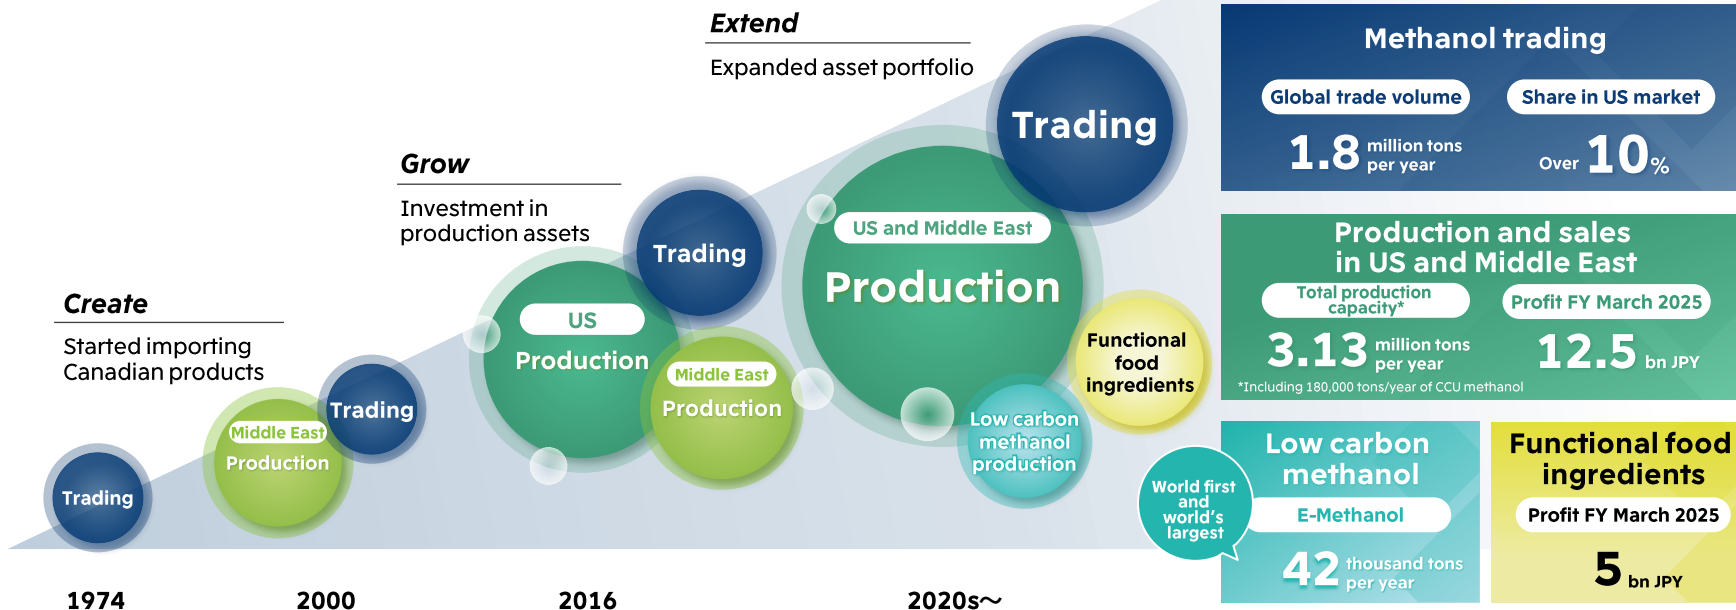 Create
Started importing
Canadian products
Trading
Middle East
Production
Trading
Grow
Investment in
production assets
US
Production
Trading
Middle East
Production
Extend
Expanded asset portfolio
Trading
US and Middle East
Production
Functional
food
ingredients
Low carbon
methanol
production
1974
2000
2016
2020s～
Methanol trading
Global trade volume
1.8 million tons
per year
Share in US market
Over 10%
Production and sales
in US and Middle East
Total production
capacity*
3.13 million tons
per year
*Including 180,000 tons/year of CCU methanol
Profit FY March 2025
12.5 bn JPY
World first
and
world's
largest
Low carbon
methanol
E-Methanol
42 thousand tons
per year
Functional food
ingredients
Profit FY March 2025
5 bn JPY